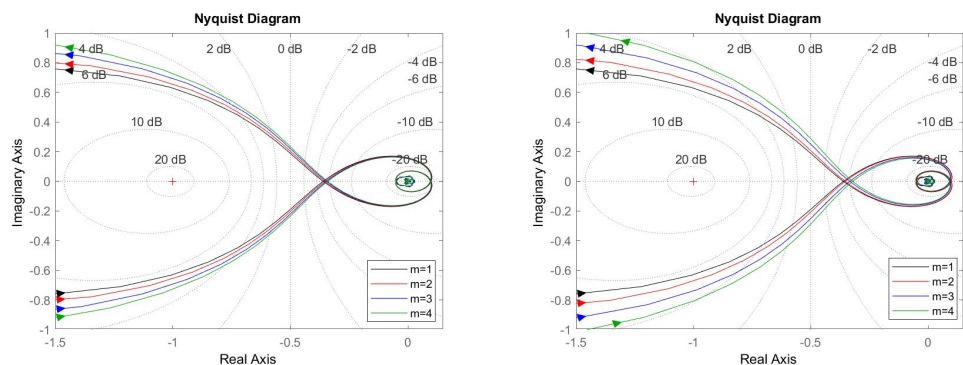 Nyquist Diagram
1
4 dB
2 dB
0 dB
-2 dB
0.8
-4 dB
6 dB
-6 dB
0.6
0.4
10 dB
-10 dB
0.2
20 dB
-20 dB
0
-0.2
-0.4
-0.6
-0.8
-1
-1.5
-1
-0.5
0
Imaginary Axis
Real Axis
m=1
m=2
m=3
m=4
Nyquist Diagram
1
4 dB
2 dB
0 dB
-2 dB
0.8
-4 dB
6 dB
-6 dB
0.6
0.4
10 dB
-10 dB
0.2
20 dB
-20 dB
0
-0.2
-0.4
-0.6
-0.8
-1
-1.5
-1
-0.5
0
Imaginary Axis
Real Axis
m=1
m=2
m=3
m=4